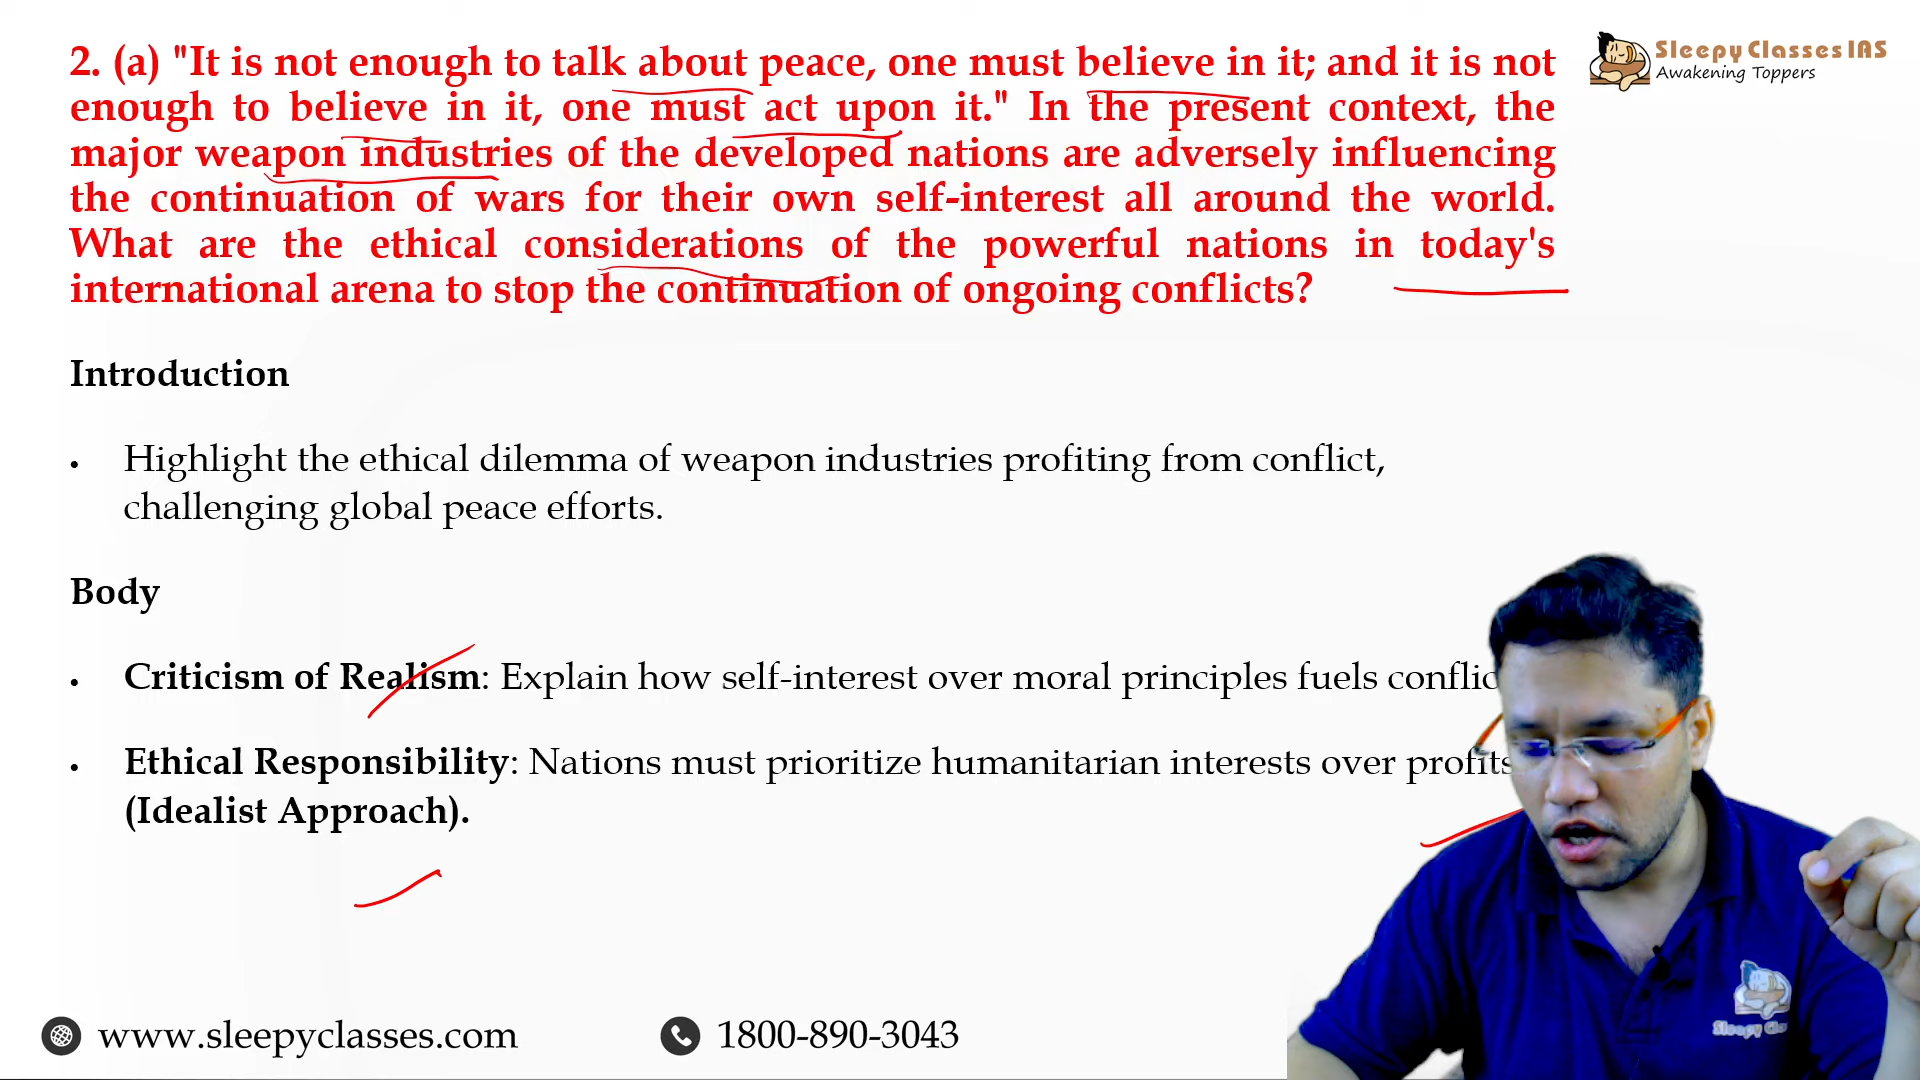 2. (a) "It is not enough to talk about peace, one must believe in it; and it is not
enough to believe in it, one must act upon it." In the present context, the
major weapon industries of the developed nations are adversely influencing
the continuation of wars for their own self-interest all around the world.
What are the ethical considerations of the powerful nations in today's
international arena to stop the continuation of ongoing conflicts?
Sleepy Classes IAS
Awakening Toppers
Introduction
• Highlight the ethical dilemma of weapon industries profiting from conflict,
challenging global peace efforts.
Body
• Criticism of Realism: Explain how self-interest over moral principles fuels
• Ethical Responsibility: Nations must prioritize humanitarian interests over profits
(Idealist Approach).
www.sleepyclasses.com
1800-890-3043
Sleepy